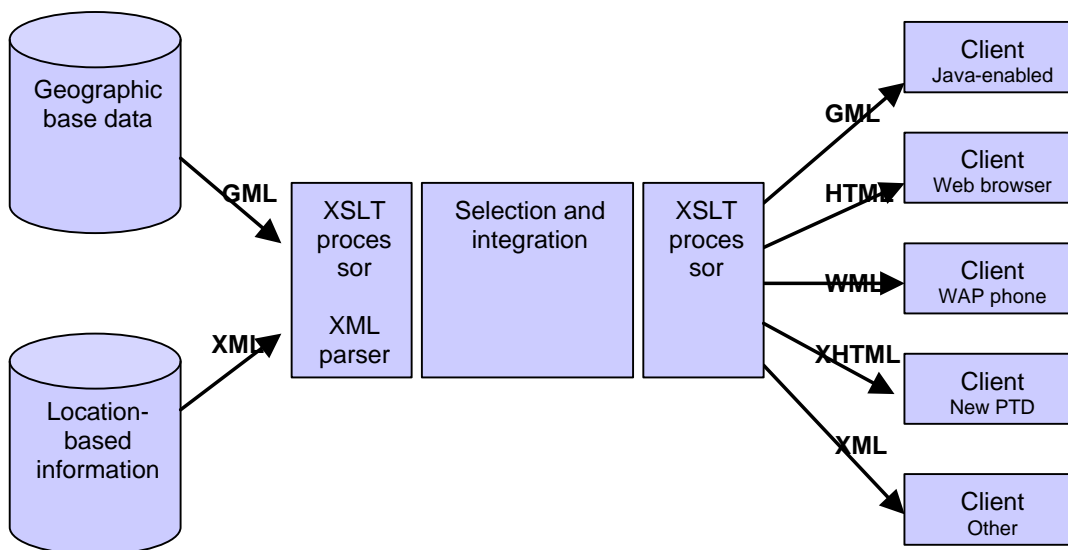 Geographic
base data
GML
Location-
based
information
XML
XSLT
proces
sor
XML
parser
Selection and
integration
XSLT
proces
sor
GML
HTML
WML
XHTML
XML
Client
Java-enabled
Client
Web browser
Client
WAP phone
Client
New PTD
Client
Other